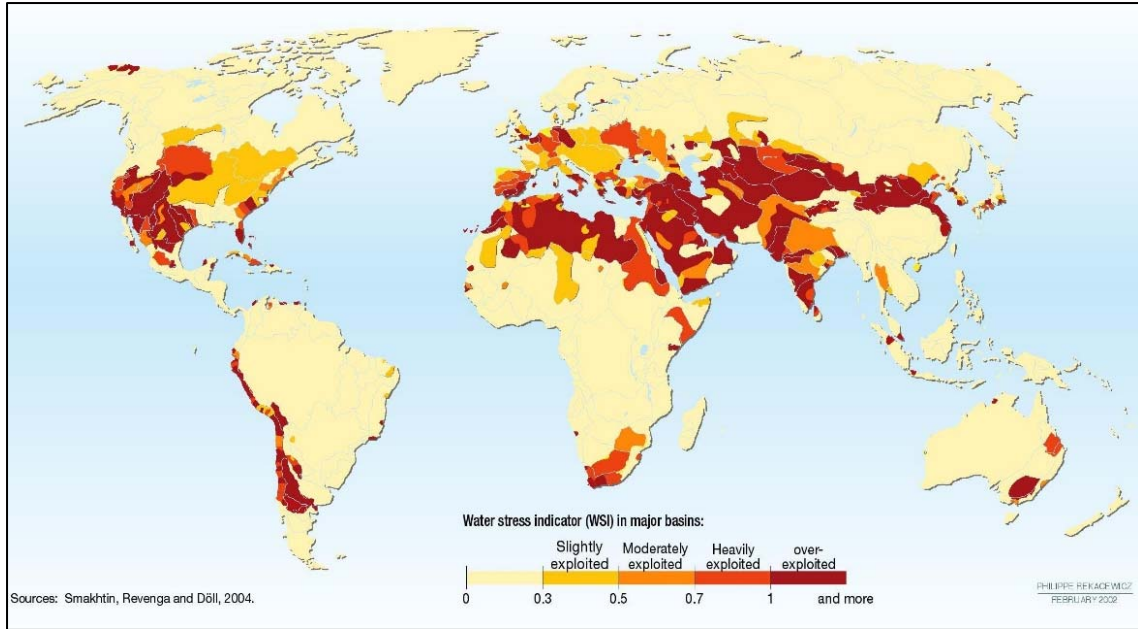 Water stress indicator (WSI) in major basins:
Slightly exploited
Moderately exploited
Heavily exploited
over-exploited
0 0.3 0.5 0.7 1 and more
Sources: Smakhtin, Revenga and Döll, 2004.
PHILIPPE REKACEWICZ
FEBRUARY 2002